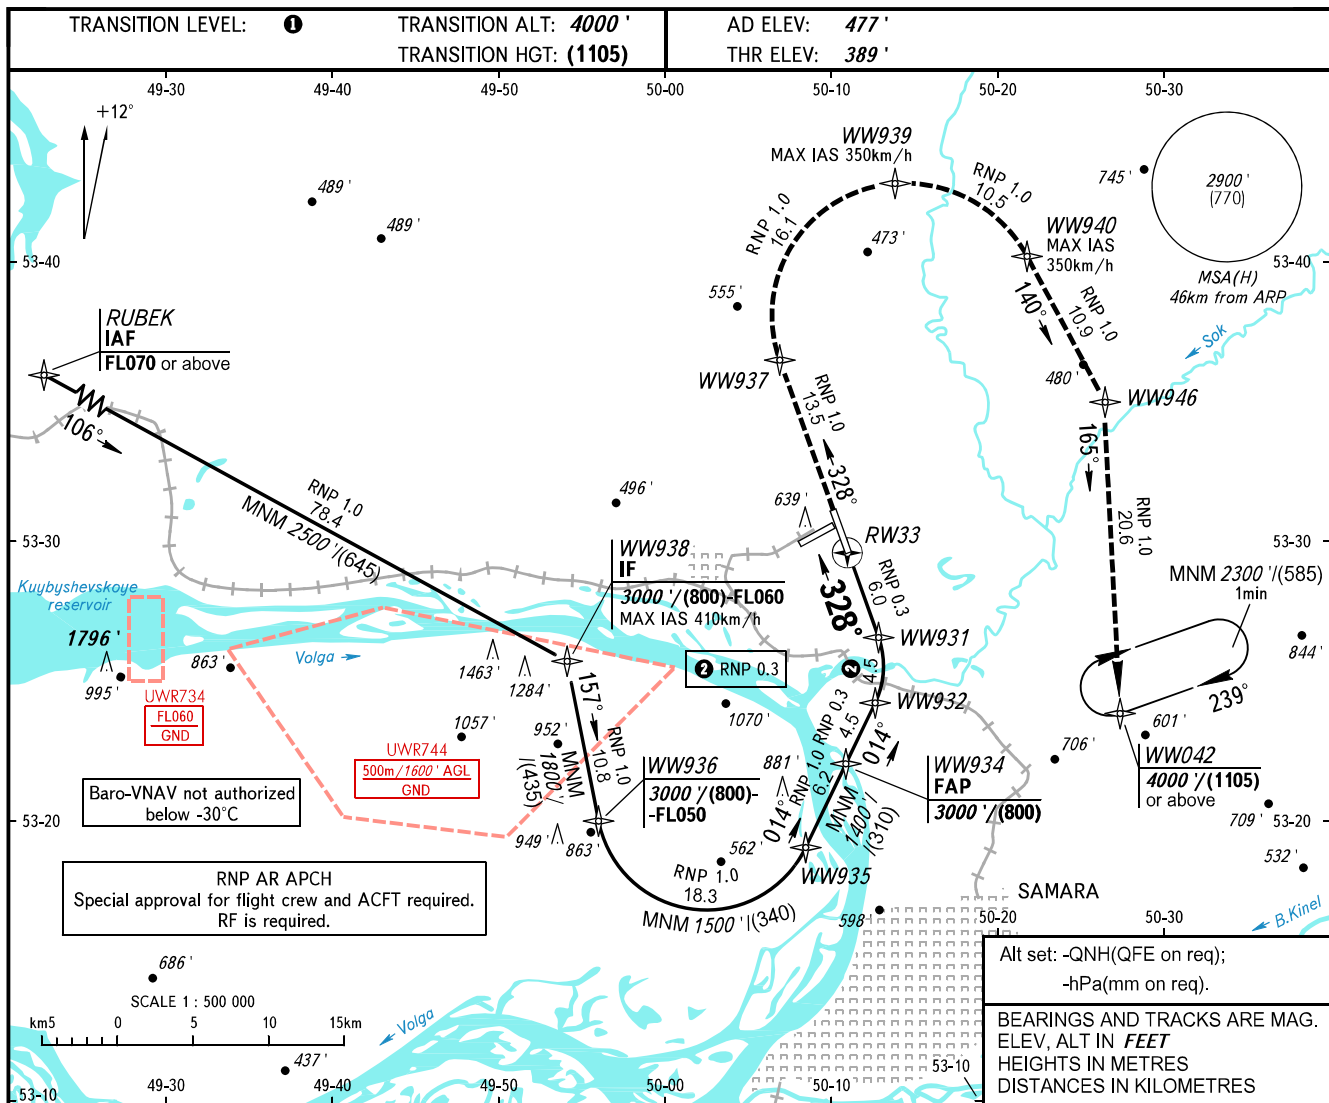 TRANSITION LEVEL: ❶
TRANSITION ALT: 4000 '
TRANSITION HGT: (1105)
AD ELEV: 477 '
THR ELEV: 389 '
49-30
49-40
49-50
50-00
50-10
50-20
50-30
+12°
489 '
489 '
WW939
MAX IAS 350km/h
RNP 1.0
16.1
RNP 1.0
10.5
473 '
WW940
MAX IAS
350km/h
745 '
2900 '
(770)
MSA(H)
46km from ARP
53-40
53-40
555 '
140°
RNP 1.0
10.9
Sok
RUBEK
IAF
FL070 or above
106°
WW937
RNP 1.0
13.5
480 '
WW946
165°
RNP 1.0
78.4
MNM 2500 '/(645)
496 '
639 '
328°
RW33
RNP 1.0
20.6
53-30
53-30
WW938
IF
3000 '/(800)-FL060
MAX IAS 410km/h
328°
RNP 0.3
6.0
MNM 2300 '/(585)
1min
Kuybyshevskoye
reservoir
1796 '
995 '
863 '
Volga
1463 '
1284 '
❷ RNP 0.3
❷
WW931
4.5
844 '
UWR734
FL060
GND
157°
RNP 1.0
10.8
1070 '
WW932
239°
1057 '
952 '
MNM
1800 '/
/(435)
RNP 0.3
4.5
014°
601 '
706 '
UWR744
500m/1600 ' AGL
GND
WW936
3000 '/(800)-
-FL050
881 '
RNP 1.0
6.2
014°
MNM
1400 '/
/(310)
WW934
FAP
3000 '/(800)
WW042
4000 '/(1105)
or above
Baro-VNAV not authorized
below -30°C
53-20
53-20
949 '
863 '
562 '
709 '
WW935
RNP 1.0
18.3
MNM 1500 '/(340)
532 '
RNP AR APCH
Special approval for flight crew and ACFT required.
RF is required.
598 '
SAMARA
50-20
50-30
B.Kinel
686 '
SCALE 1 : 500 000
km5 0 5 10 15km
Volga
437 '
Alt set: -QNH(QFE on req);
-hPa(mm on req).
BEARINGS AND TRACKS ARE MAG.
ELEV, ALT IN FEET
HEIGHTS IN METRES
DISTANCES IN KILOMETRES
53-10
53-10
49-30
49-40
49-50
50-00
50-10